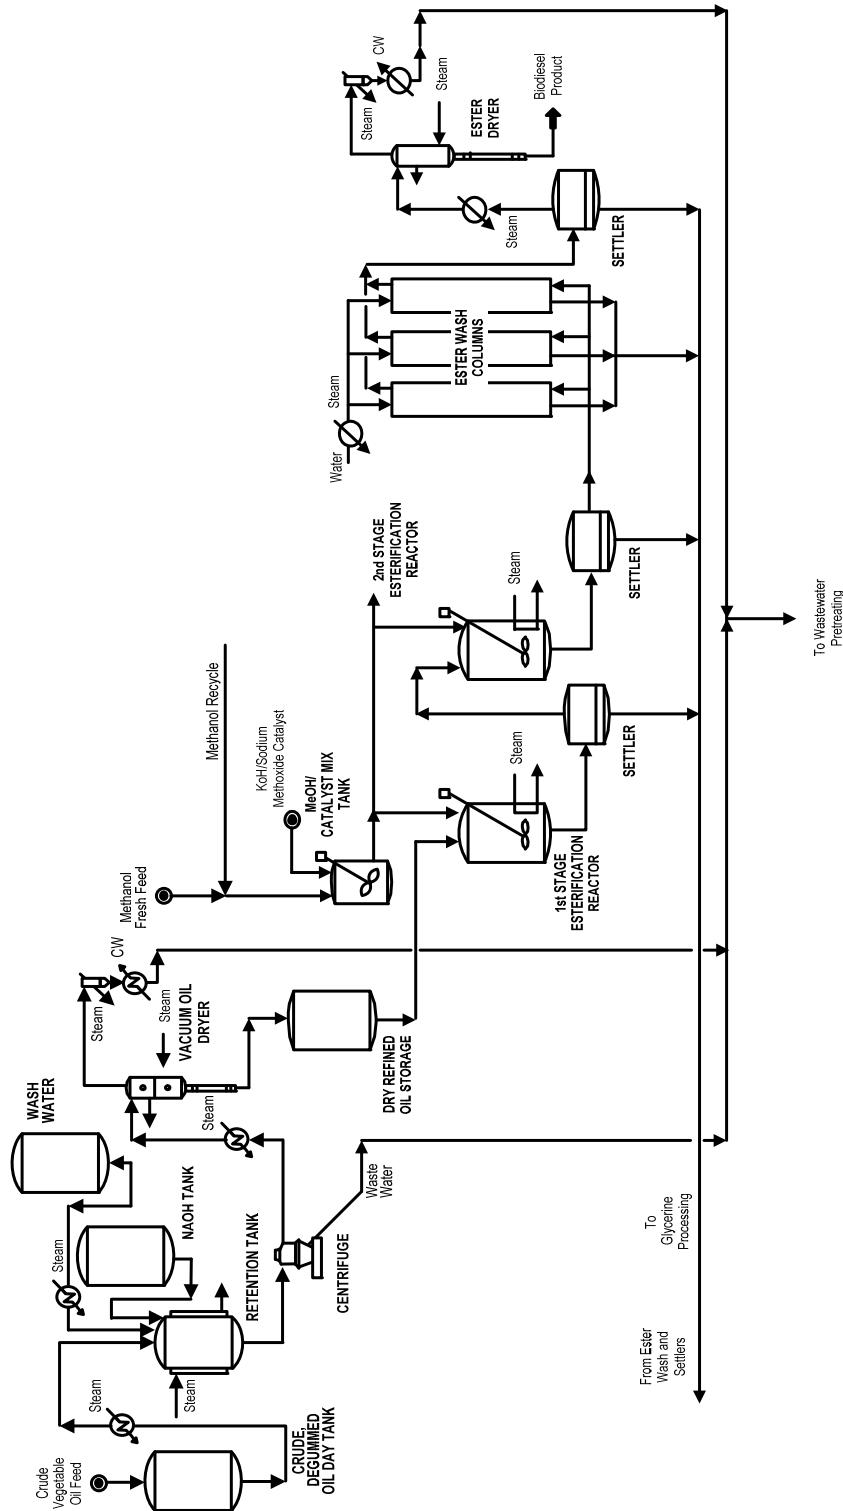 Crude
Vegetable
Oil Feed
CRUDE,
DEGUMMED
OIL DAY TANK
Steam
Steam
Steam
RETENTION TANK
NAOH TANK
WASH
WATER
CENTRIFUGE
Waste
Water
Steam
Steam
CW
Steam
VACUUM OIL
DRYER
DRY REFINED
OIL STORAGE
Methanol
Fresh Feed
Methanol Recycle
KoH/Sodium
Methoxide Catalyst
MeOH/
CATALYST MIX
TANK
1st STAGE
ESTERIFICATION
REACTOR
Steam
SETTLER
2nd STAGE
ESTERIFICATION
REACTOR
Steam
SETTLER
Water
Steam
ESTER WASH
COLUMNS
SETTLER
Steam
Steam
CW
Steam
ESTER
DRYER
Biodiesel
Product
From Ester
Wash and
Settlers
To
Glycerine
Processing
To Wastewater
Pretreating